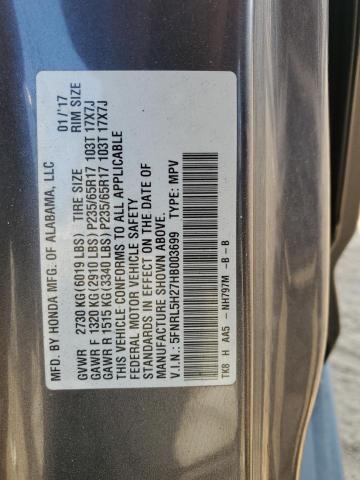 MFD. BY HONDA MFG. OF ALABAMA, LLC 01/'17
GVWR 2730 KG(6019 LBS) TIRE SIZE RIM SIZE
GAWR F 1320 KG(2910 LBS) P235/65R17 103T 17X7J
GAWR R 1515 KG(3340 LBS) P235/65R17 103T 17X7J
THIS VEHICLE CONFORMS TO ALL APPLICABLE
FEDERAL MOTOR VEHICLE SAFETY
STANDARDS IN EFFECT ON THE DATE OF
MANUFACTURE SHOWN ABOVE.
V.I.N.: 5FNRL5H27HB003699 TYPE: MPV
TK8 H AA5 - NH797M -B -B